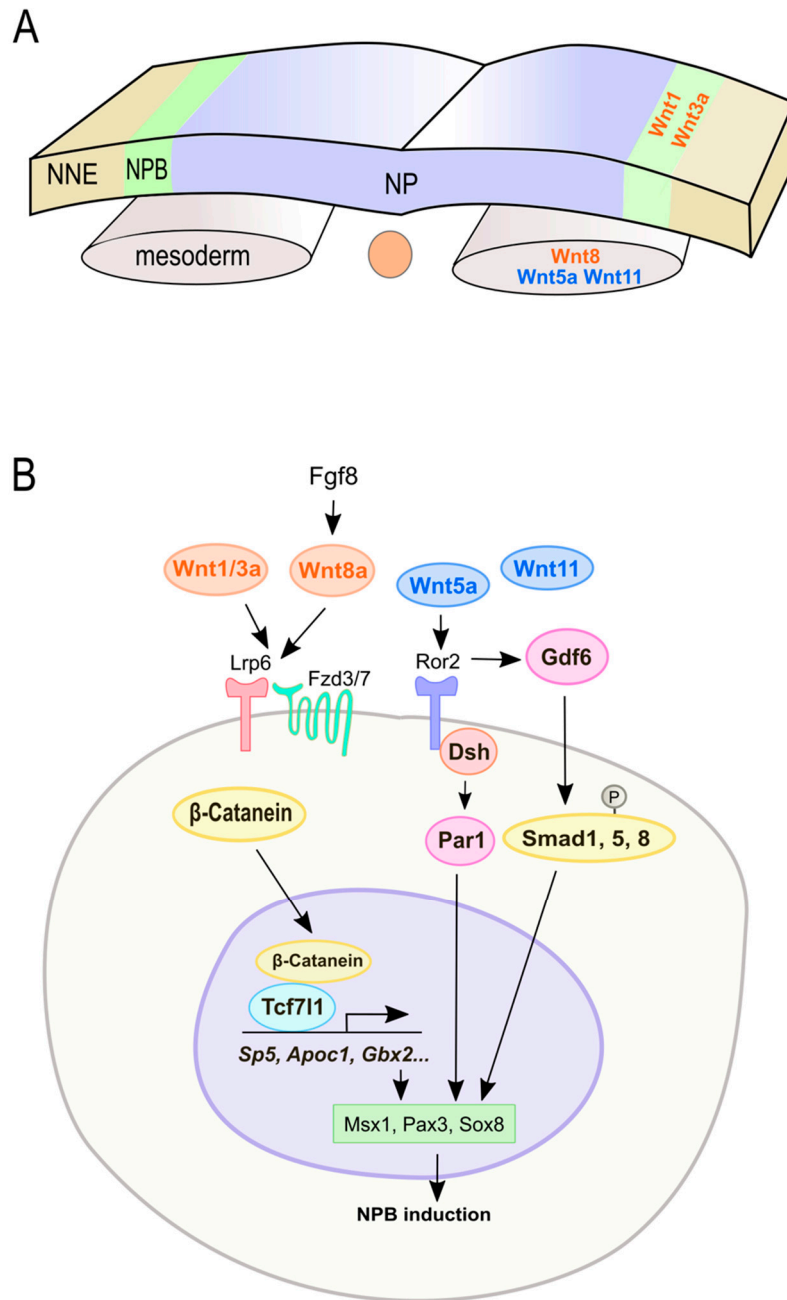 A
Wnt1
Wnt3a
NNE
NPB
NP
mesoderm
Wnt8
Wnt5a Wnt11
B
Fgf8
Wnt1/3a
Wnt8a
Wnt5a
Wnt11
Lrp6
Fzd3/7
Ror2
Gdf6
Dsh
P
β-Catanein
Par1
Smad1, 5, 8
β-Catanein
Tcf7l1
Sp5, Apoc1, Gbx2...
Msx1, Pax3, Sox8
NPB induction